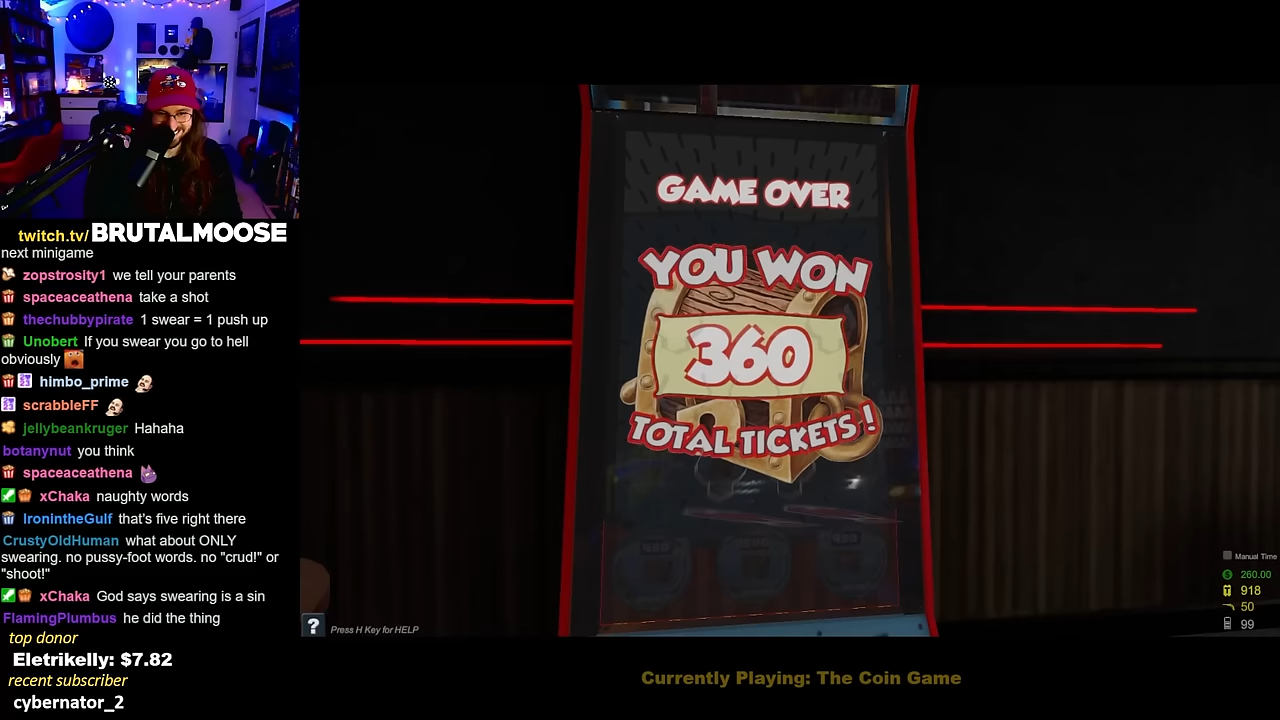 twitch.tv/BRUTALMOOSE
next minigame
zopstrosity1 we tell your parents
spaceaceathena take a shot
thechubbypirate 1 swear = 1 push up
Unobert If you swear you go to hell
obviously
himbo_prime
scrabbleFF
jellybeankruger Hahaha
botanynut you think
spaceaceathena
xChaka naughty words
IronintheGulf that's five right there
CrustyOldHuman what about ONLY
swearing. no pussy-foot words. no "crud!" or
"shoot!"
xChaka God says swearing is a sin
FlamingPlumbus he did the thing
top donor
Eletrikelly: $7.82
recent subscriber
cybernator_2
GAME OVER
YOU WON
360
TOTAL TICKETS !
? Press H Key for HELP
Manual Time
$ 260.00
918
50
99
Currently Playing: The Coin Game